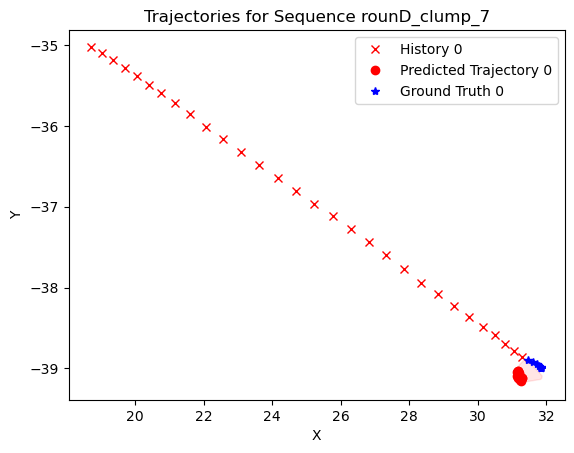 Trajectories for Sequence rounD_clump_7
History 0
Predicted Trajectory 0
Ground Truth 0
Y
−35
−36
−37
−38
−39
20
22
24
26
28
30
32
X